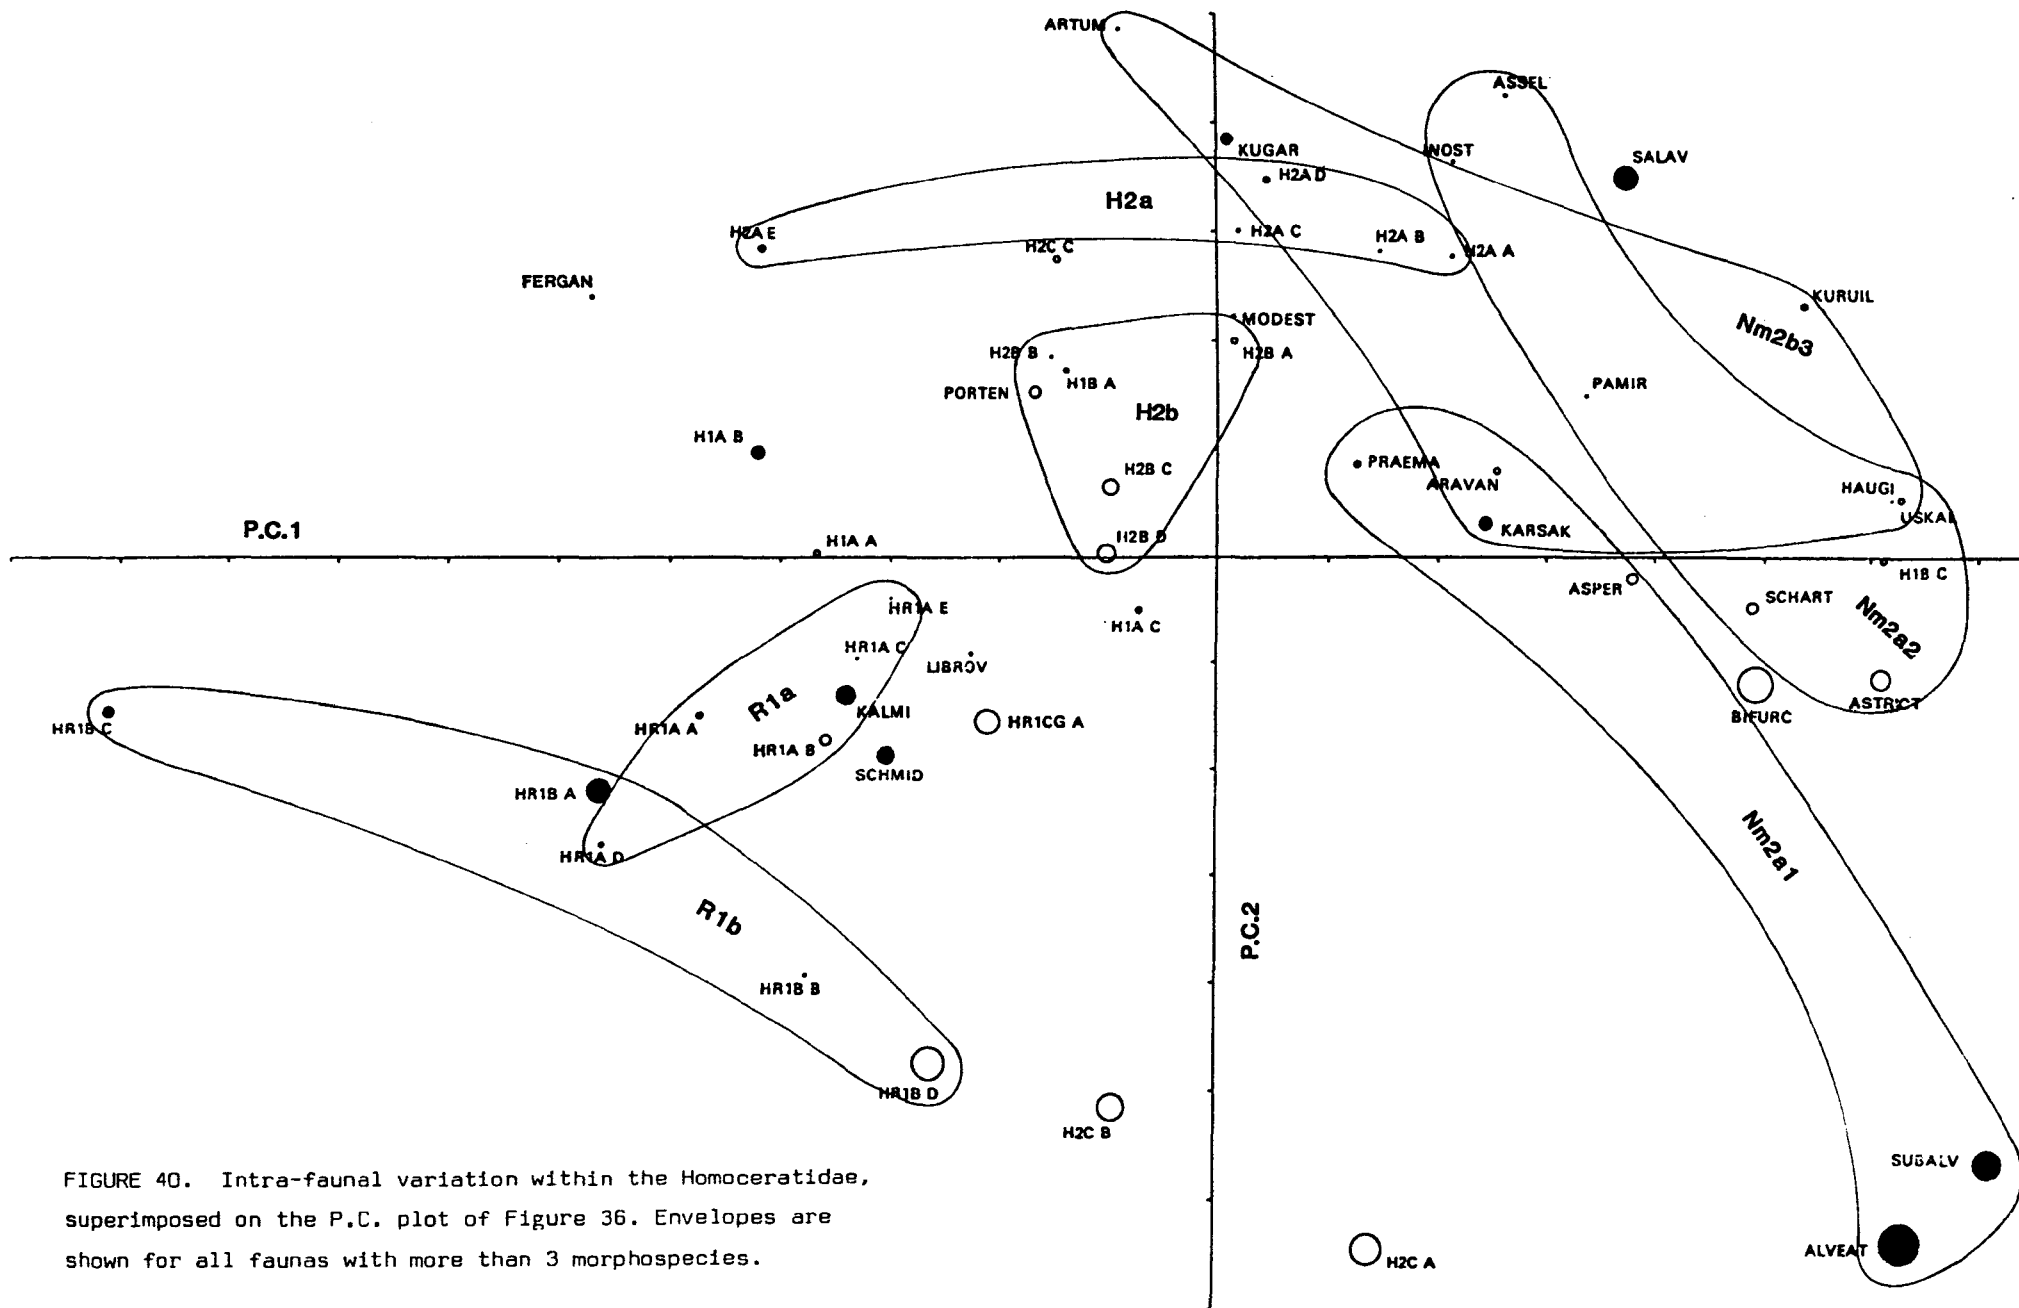 ARTUM
ASSEL
KUGAR
INOST
SALAV
H2A D
H2a
H2A E
H2C C
H2A C
H2A B
H2A A
FERGAN
KURUIL
MODEST
Nm2b3
H2B B
H2B A
H1B A
PORTEN
PAMIR
H2b
H1A B
H2B C
PRAEMA
ARAVAN
HAUGI
USKAL
P.C.1
KARSAK
H1A A
H2B D
H1B C
ASPER
SCHART
HR1A E
H1A C
Nm2a2
HR1A C
LIBROV
R1a
KALMI
HR1B C
HR1A A
HR1CG A
BIFURC
ASTRICT
HR1A B
SCHMID
HR1B A
Nm2a1
HR1A D
R1b
P.C.2
HR1B B
HR1B D
H2C B
SUBALV
ALVEAT
H2C A
FIGURE 40. Intra-faunal variation within the Homoceratidae,
superimposed on the P.C. plot of Figure 36. Envelopes are
shown for all faunas with more than 3 morphospecies.